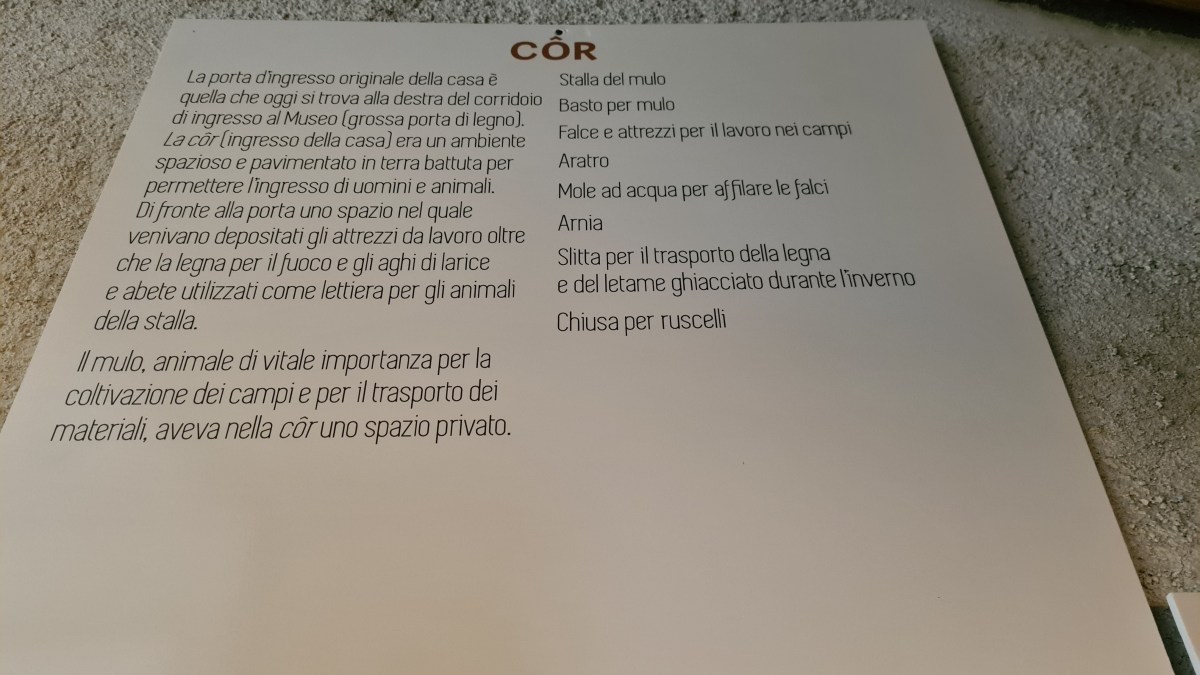 CÔR
La porta d'ingresso originale della casa è
quella che oggi si trova alla destra del corridoio
di ingresso al Museo (grossa porta di legno).
La côr (ingresso della casa) era un ambiente
spazioso e pavimentato in terra battuta per
permettere l'ingresso di uomini e animali.
Di fronte alla porta uno spazio nel quale
venivano depositati gli attrezzi da lavoro oltre
che la legna per il fuoco e gli aghi di larice
e abete utilizzati come lettiera per gli animali
della stalla.
Il mulo, animale di vitale importanza per la
coltivazione dei campi e per il trasporto dei
materiali, aveva nella côr uno spazio privato.
Stalla del mulo
Basto per mulo
Falce e attrezzi per il lavoro nei campi
Aratro
Mole ad acqua per affilare le falci
Arnia
Slitta per il trasporto della legna
e del letame ghiacciato durante l'inverno
Chiusa per ruscelli